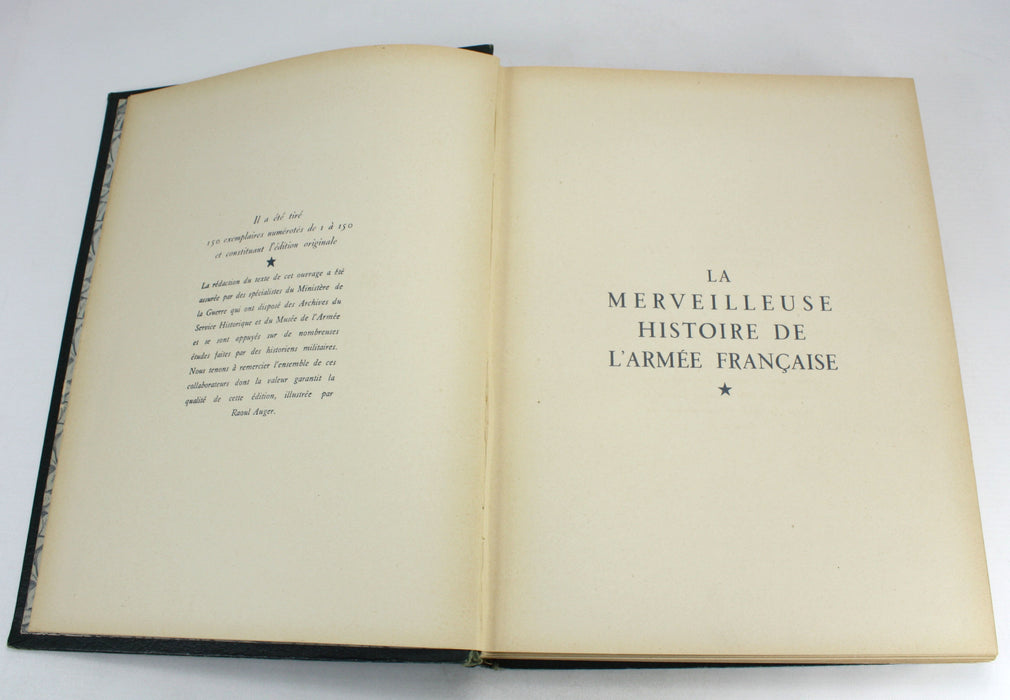 Il a été tiré
150 exemplaires numérotés de 1 à 150
et constituant l'édition originale
★
La rédaction du texte de cet ouvrage a été
assurée par des spécialistes du Ministère de
la Guerre qui ont disposé des Archives du
Service Historique et du Musée de l'Armée
et se sont appuyés sur de nombreuses
études faites par des historiens militaires.
Nous tenons à remercier l'ensemble de ces
collaborateurs dont la valeur garantit la
qualité de cette édition, illustrée par
Raoul Auger.
LA
MERVEILLEUSE
HISTOIRE DE
L'ARMÉE FRANÇAISE
★